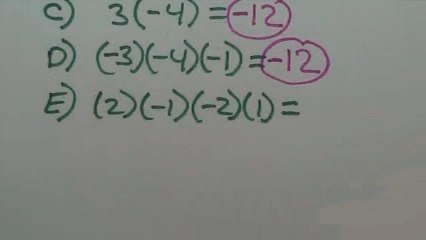 C) 3(-4) = -12
D) (-3)(-4)(-1) = -12
E) (2)(-1)(-2)(1) =